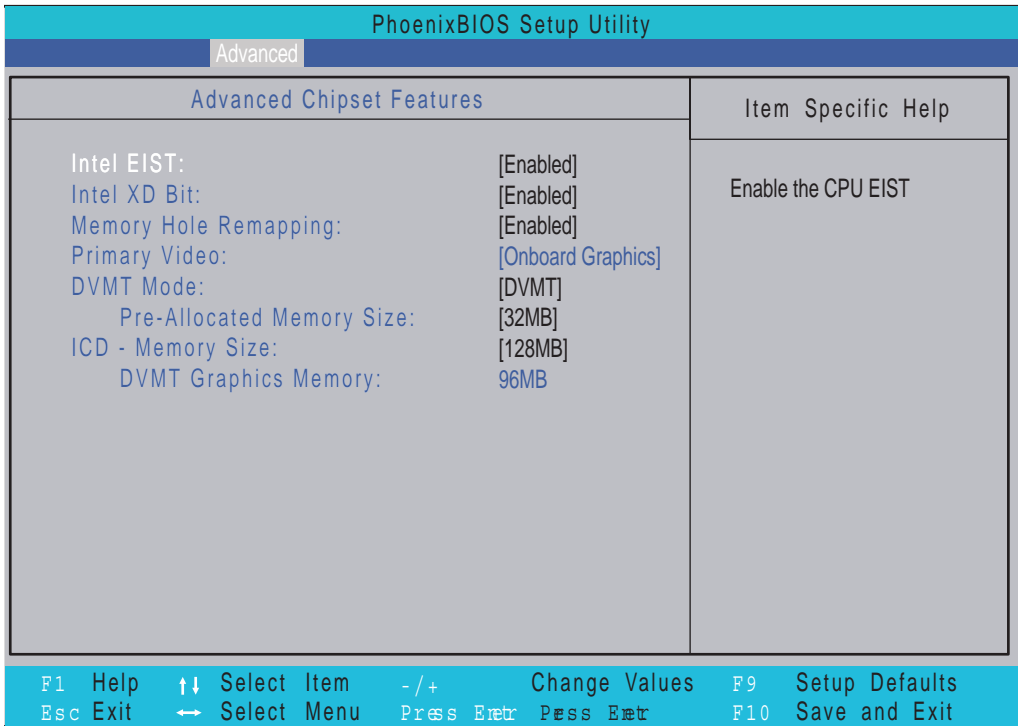 PhoenixBIOS Setup Utility
Advanced
Advanced Chipset Features
Item Specific Help
Intel EIST: [Enabled]
Intel XD Bit: [Enabled]
Memory Hole Remapping: [Enabled]
Primary Video: [Onboard Graphics]
DVMT Mode: [DVMT]
Pre-Allocated Memory Size: [32MB]
ICD - Memory Size: [128MB]
DVMT Graphics Memory: 96MB
Enable the CPU EIST
F1 Help ↑↓ Select Item -/+ Change Values F9 Setup Defaults
Esc Exit ↔ Select Menu Press F10 Save and Exit